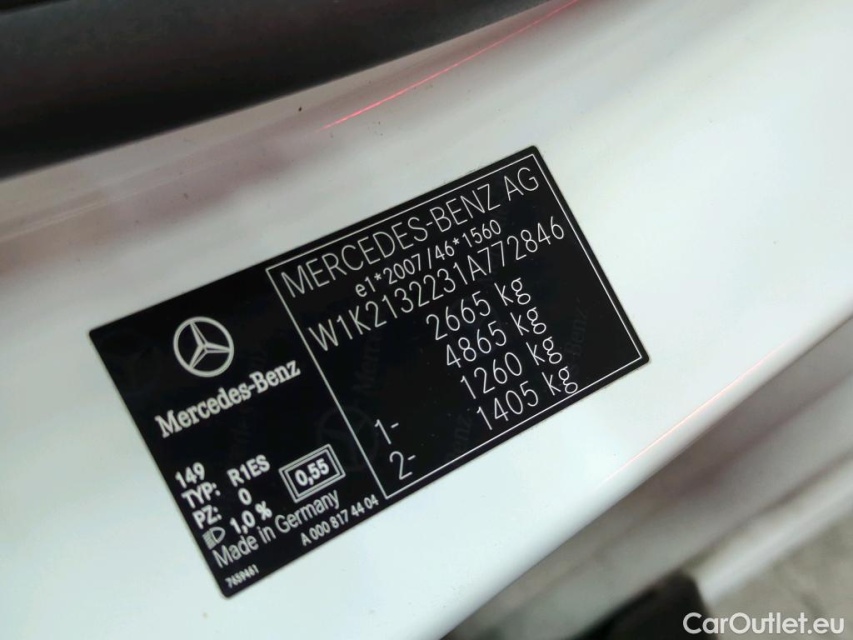 MERCEDES-BENZ AG
e1*2007/46*1560
W1K2132231A772846
2665 kg
4865 kg
1- 1260 kg
2- 1405 kg
Mercedes-Benz
149
TYP: R1ES
PZ: 0 0,55
1,0 %
Made in Germany
A 000 817 44 04
7459461
CarOutlet.eu